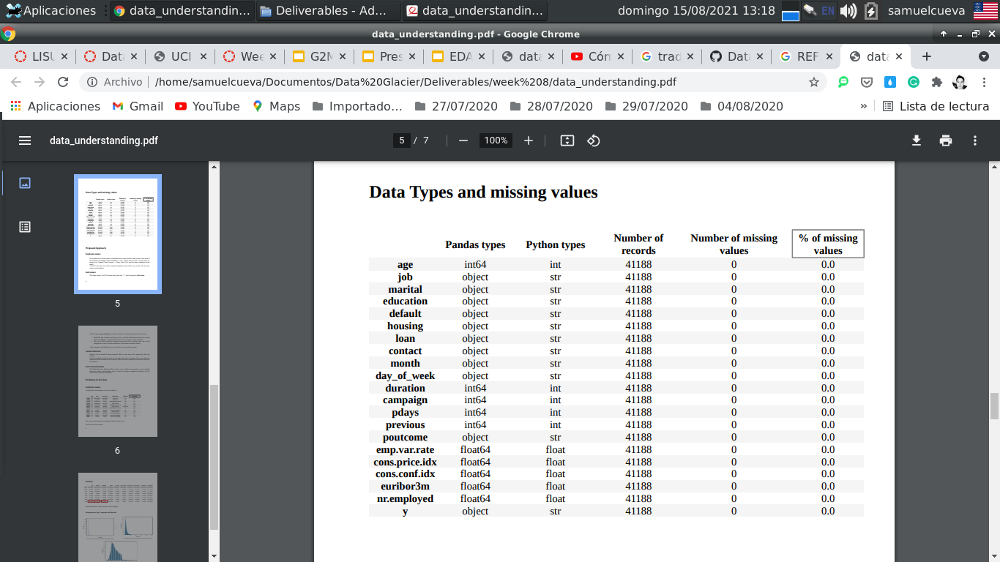 Aplicaciones data_understandin... Deliverables - Ad... data_understandin... domingo 15/08/2021 13:18 EN samuelcueva
data_understanding.pdf - Google Chrome
LISU Data UCI Wee G2M Pres EDA data Cóm trad Data REF data
Archivo /home/samuelcueva/Documentos/Data%20Glacier/Deliverables/week%208/data_understanding.pdf
Aplicaciones Gmail YouTube Maps Importado... 27/07/2020 28/07/2020 29/07/2020 04/08/2020 » Lista de lectura
data_understanding.pdf 5 / 7 100%
5
6
Data Types and missing values
Pandas types Python types Number of records Number of missing values % of missing values
age int64 int 41188 0 0.0
job object str 41188 0 0.0
marital object str 41188 0 0.0
education object str 41188 0 0.0
default object str 41188 0 0.0
housing object str 41188 0 0.0
loan object str 41188 0 0.0
contact object str 41188 0 0.0
month object str 41188 0 0.0
day_of_week object str 41188 0 0.0
duration int64 int 41188 0 0.0
campaign int64 int 41188 0 0.0
pdays int64 int 41188 0 0.0
previous int64 int 41188 0 0.0
poutcome object str 41188 0 0.0
emp.var.rate float64 float 41188 0 0.0
cons.price.idx float64 float 41188 0 0.0
cons.conf.idx float64 float 41188 0 0.0
euribor3m float64 float 41188 0 0.0
nr.employed float64 float 41188 0 0.0
y object str 41188 0 0.0